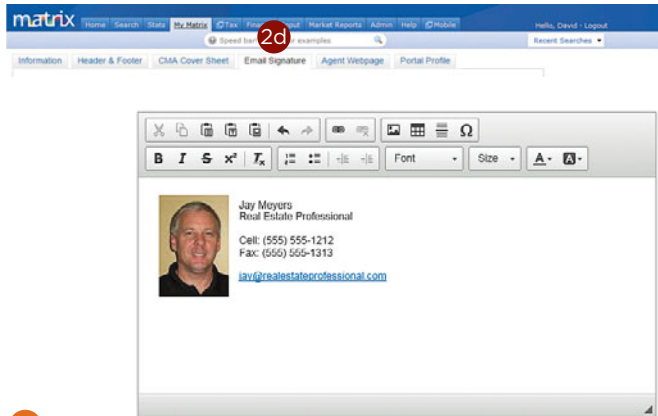 matrix Home Search Stats My Matrix Tax Finance Input Market Reports Admin Help Mobile Hello, David - Logout
2d
Speed bar examples Recent Searches
Information Header & Footer CMA Cover Sheet Email Signature Agent Webpage Portal Profile
B I S x² Tx Font Size A A
Ω
Jay Meyers
Real Estate Professional
Cell: (555) 555-1212
Fax: (555) 555-1313
jay@realestateprofessional.com